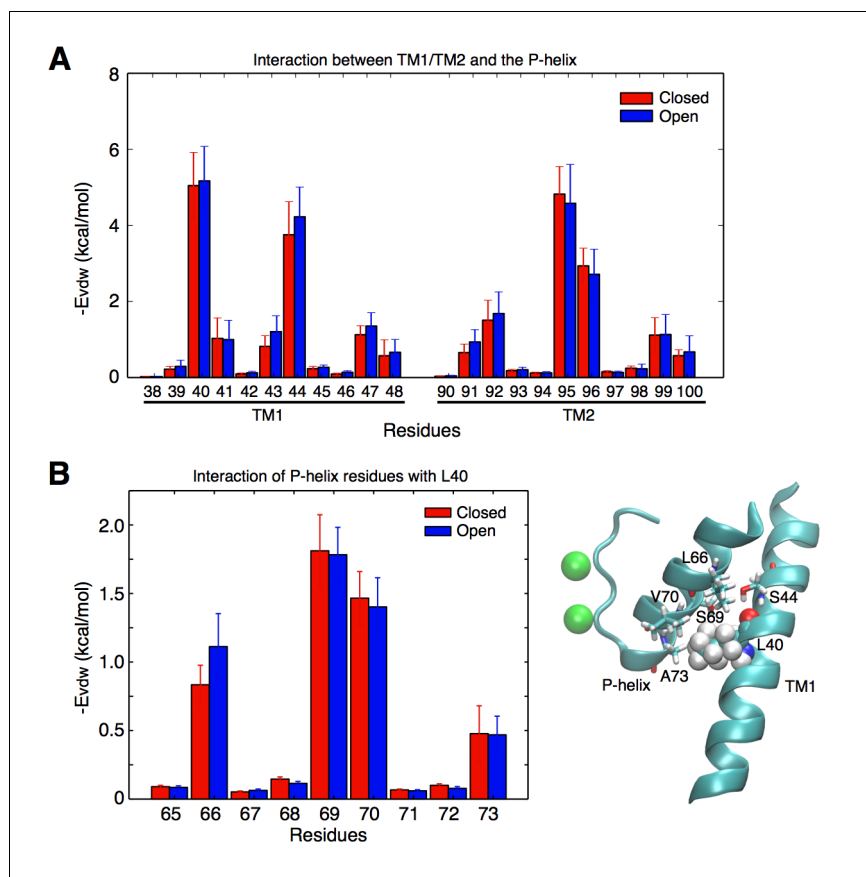 A
Interaction between TM1/TM2 and the P-helix
8
6
4
2
0
-Evdw (kcal/mol)
Closed
Open
38 39 40 41 42 43 44 45 46 47 48 90 91 92 93 94 95 96 97 98 99 100
TM1 TM2
Residues
B
Interaction of P-helix residues with L40
2.0
1.5
1.0
0.5
0
-Evdw (kcal/mol)
Closed
Open
65 66 67 68 69 70 71 72 73
Residues
L66
V70
S44
S69
L40
A73
P-helix
TM1